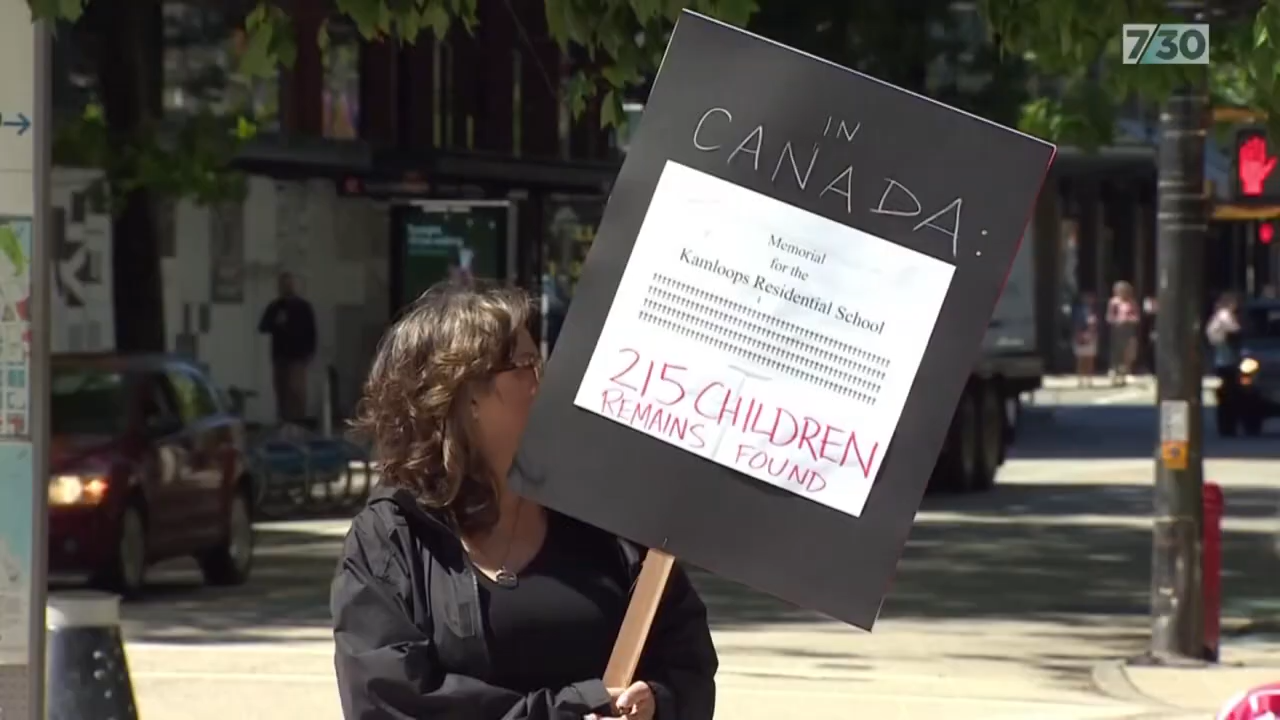 7/30
IN
CANADA:
Memorial
for the
Kamloops Residential School
215 CHILDREN
REMAINS FOUND